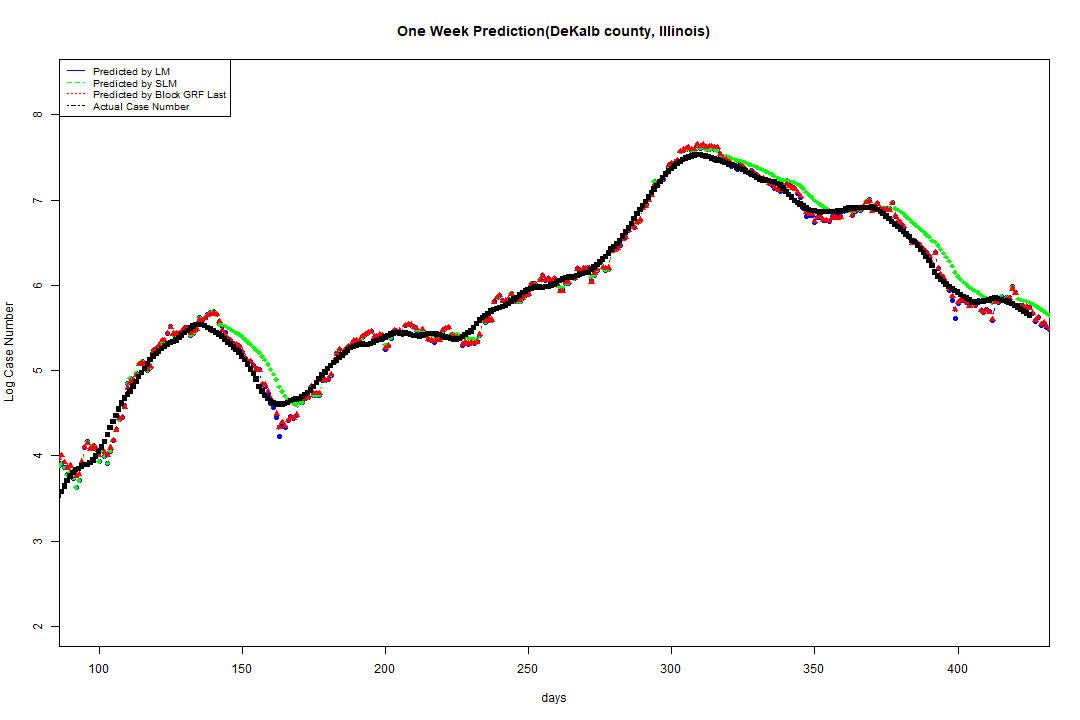 One Week Prediction(DeKalb county, Illinois)
Predicted by LM
Predicted by SLM
Predicted by Block GRF Last
Actual Case Number
8
7
6
5
4
3
2
Log Case Number
100 150 200 250 300 350 400
days